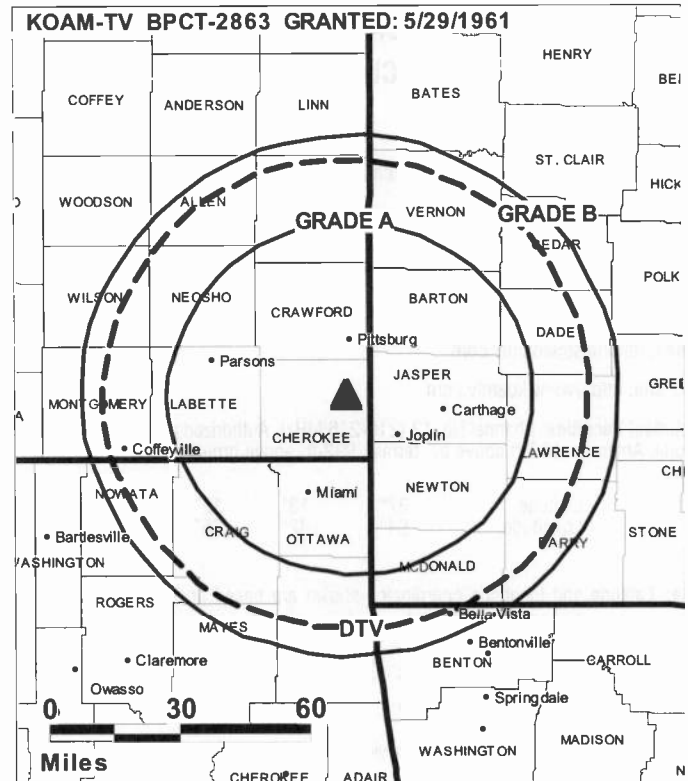 KOAM-TV BPCT-2863 GRANTED: 5/29/1961
HENRY
COFFEY
ANDERSON
LINN
BATES
ST. CLAIR
HICK
WOODSON
ALLEN
VERNON
GRADE A
GRADE B
CEDAR
POLK
WILSON
NEOSHO
CRAWFORD
BARTON
DADE
Pittsburg
Parsons
JASPER
GREE
MONTGOMERY
LABETTE
Carthage
CHEROKEE
Joplin
Coffeyville
LAWRENCE
NOWATA
Miami
NEWTON
CRAIG
OTTAWA
STONE
Bartlesville
BARRY
WASHINGTON
MCDONALD
ROGERS
MAYES
DTV
Bella Vista
Bentonville
Claremore
BENTON
CARROLL
Owasso
Springdale
0 30 60
Miles
WASHINGTON
MADISON
CHEROKEE
ADAIR